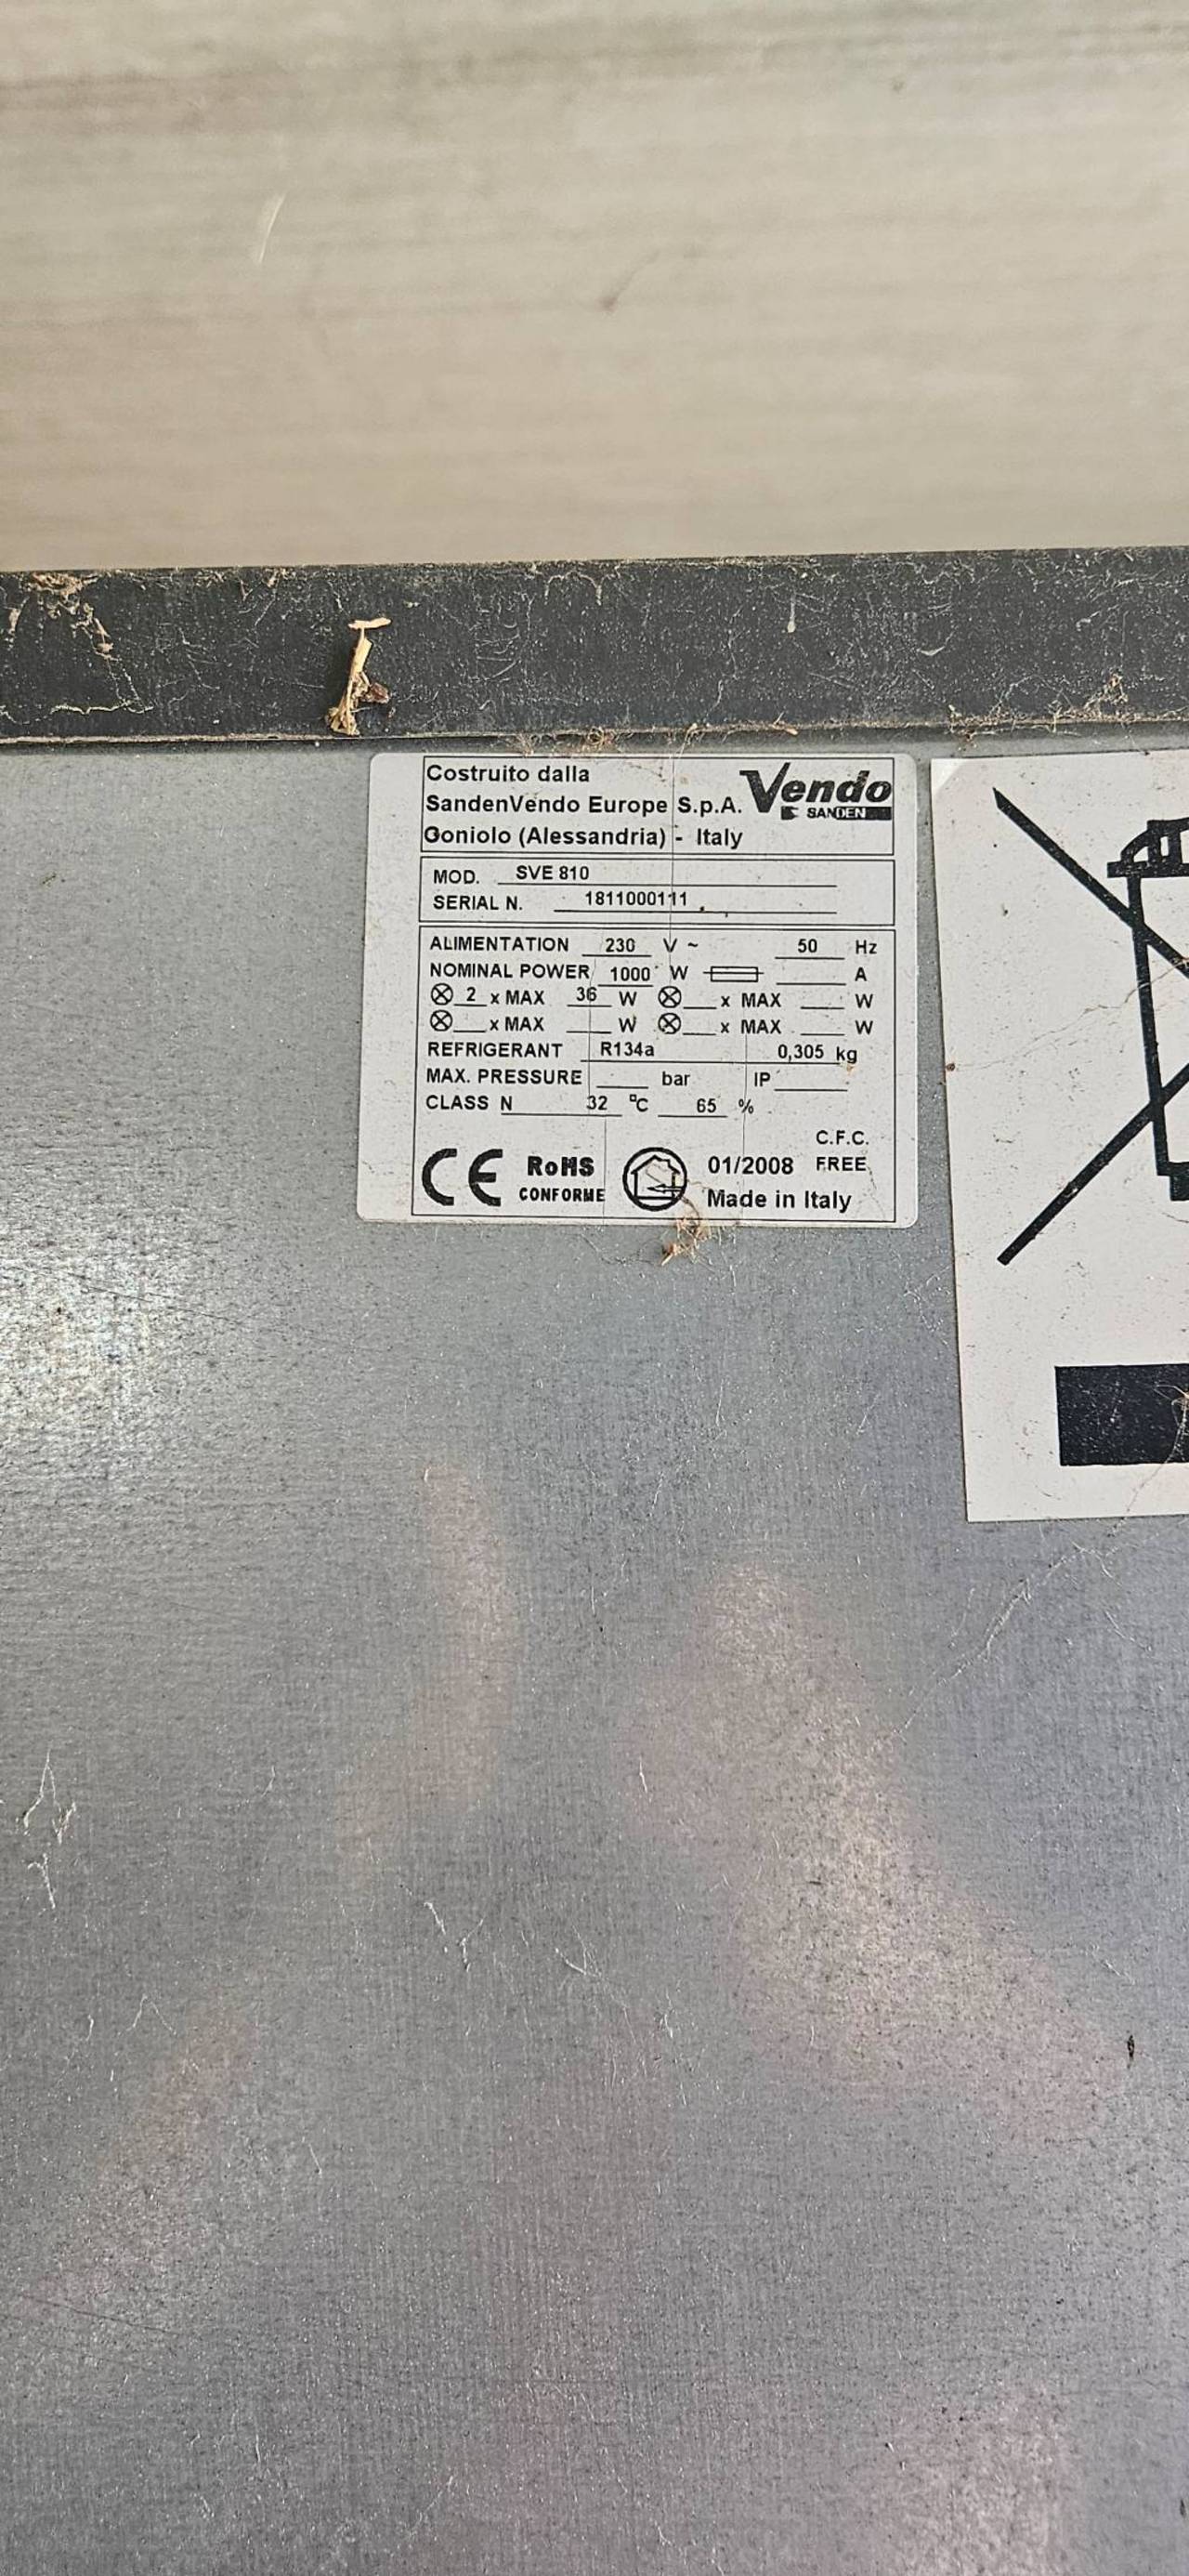 Costruito dalla
SandenVendo Europe S.p.A.
Coniolo (Alessandria) - Italy
Vendo
SANDEN
MOD. SVE 810
SERIAL N. 1811000111
ALIMENTATION 230 V ~ 50 Hz
NOMINAL POWER 1000 W A
2 x MAX 36 W x MAX W
x MAX W x MAX W
REFRIGERANT R134a 0,305 kg
MAX. PRESSURE bar IP
CLASS N 32 °C 65 %
CE RoHS CONFORME 01/2008 C.F.C. FREE
Made in Italy